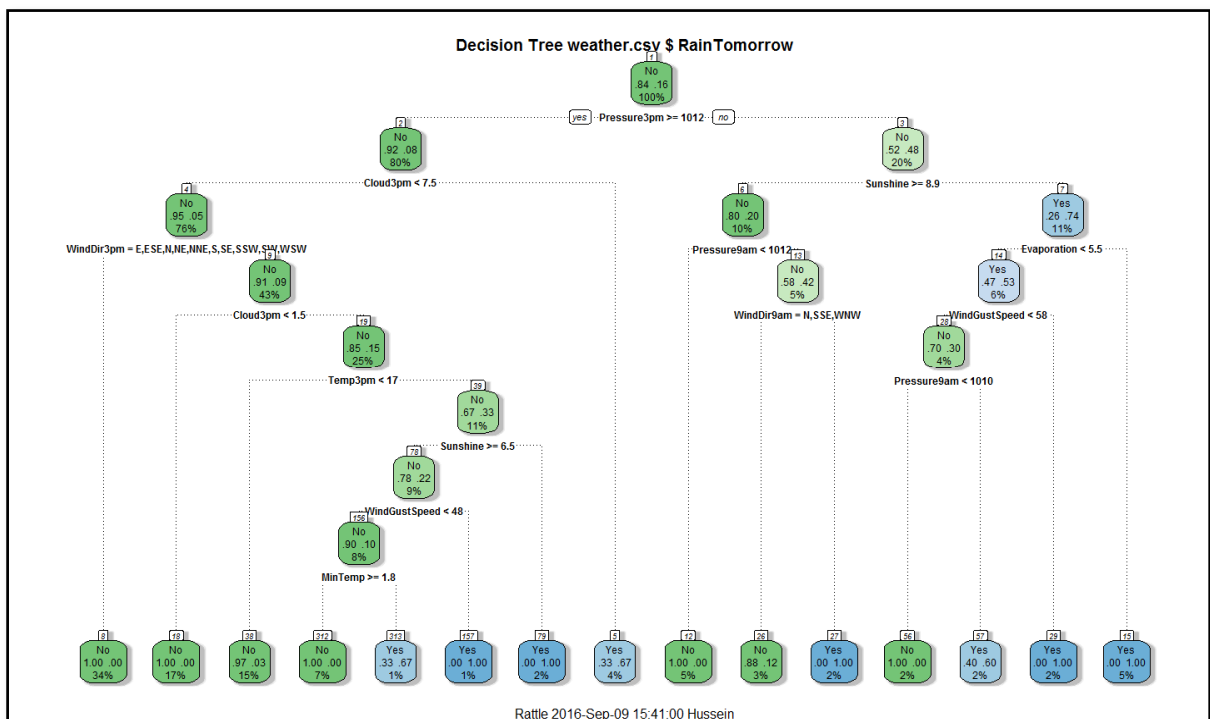 Decision Tree weather.csv $ RainTomorrow
1
No
.84 .16
100%
yes Pressure3pm >= 1012 no
2
No
.92 .08
80%
3
No
.52 .48
20%
Cloud3pm < 7.5
Sunshine >= 8.9
4
No
.95 .05
76%
6
No
.80 .20
10%
7
Yes
.26 .74
11%
WindDir3pm = E,ESE,N,NE,NNE,S,SE,SSW,SW,WSW
Pressure9am < 1012
Evaporation < 5.5
9
No
.91 .09
43%
13
No
.58 .42
5%
14
Yes
.47 .53
6%
Cloud3pm < 1.5
WindDir9am = N,SSE,WNW
WindGustSpeed < 58
19
No
.85 .15
25%
28
No
.70 .30
4%
Temp3pm < 17
Pressure9am < 1010
39
No
.67 .33
11%
Sunshine >= 6.5
78
No
.78 .22
9%
WindGustSpeed < 48
156
No
.90 .10
8%
MinTemp >= 1.8
8
No
1.00 .00
34%
18
No
1.00 .00
17%
38
No
.97 .03
15%
312
No
1.00 .00
7%
313
Yes
.33 .67
1%
157
Yes
.00 1.00
1%
79
Yes
.00 1.00
2%
5
Yes
.33 .67
4%
12
No
1.00 .00
5%
26
No
.88 .12
3%
27
Yes
.00 1.00
2%
56
No
1.00 .00
2%
57
Yes
.40 .60
2%
29
Yes
.00 1.00
2%
15
Yes
.00 1.00
5%
Rattle 2016-Sep-09 15:41:00 Hussein